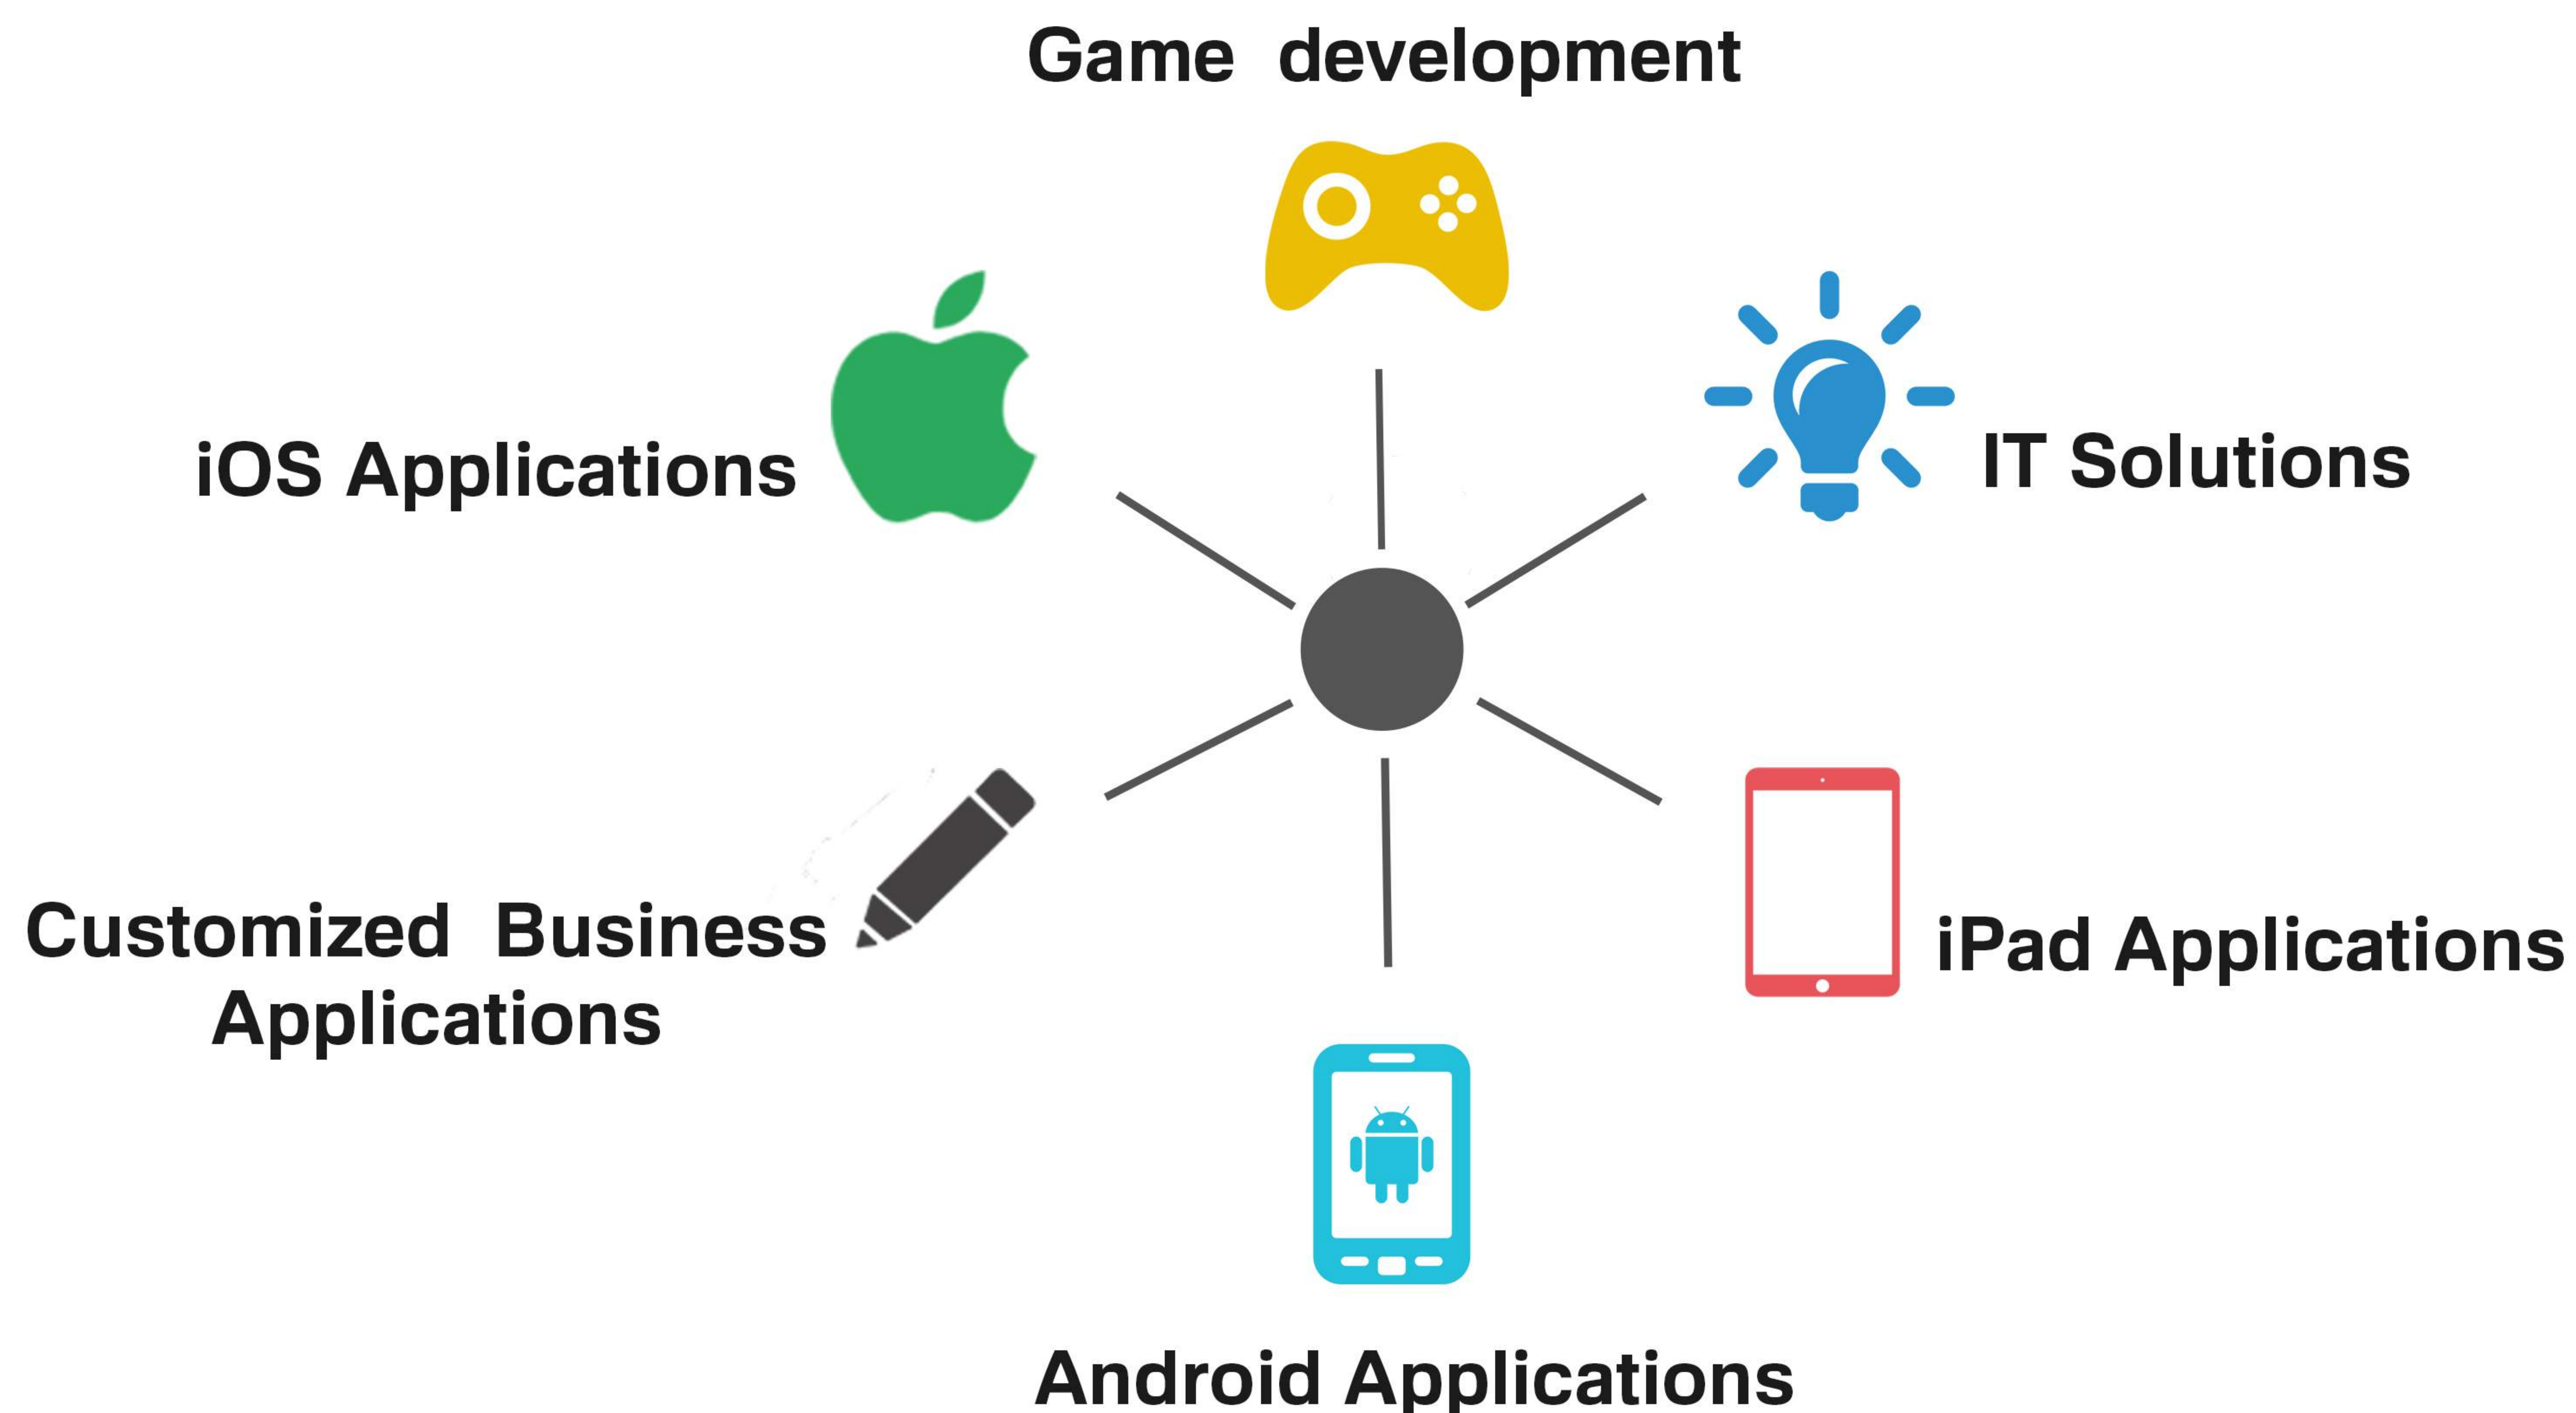 Game development
iOS Applications
IT Solutions
Customized Business
Applications
iPad Applications
Android Applications